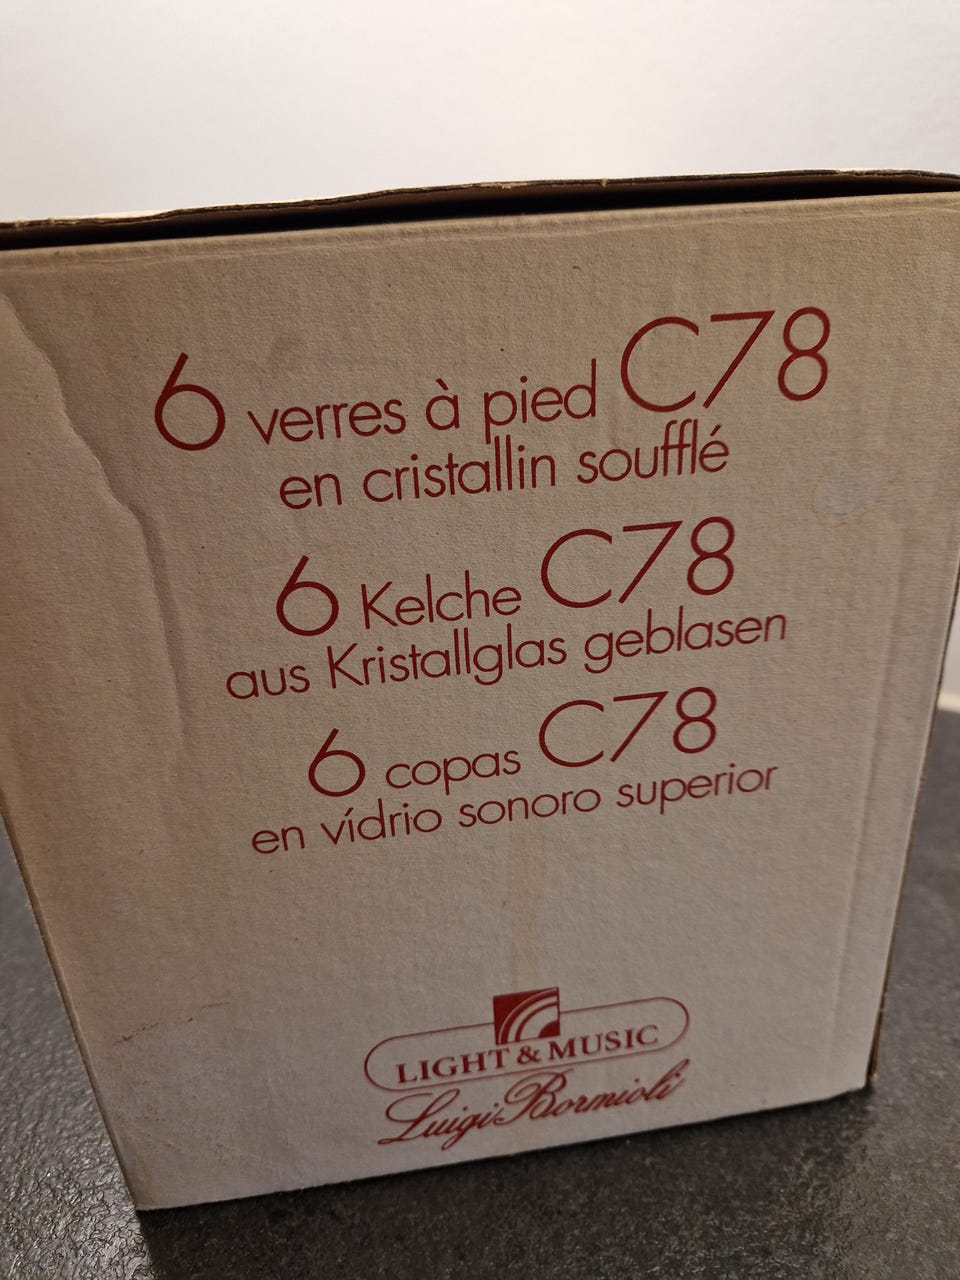 6 verres à pied C78
en cristallin soufflé
6 Kelche C78
aus Kristallglas geblasen
6 copas C78
en vídrio sonoro superior
LIGHT & MUSIC
Luigi Bormioli